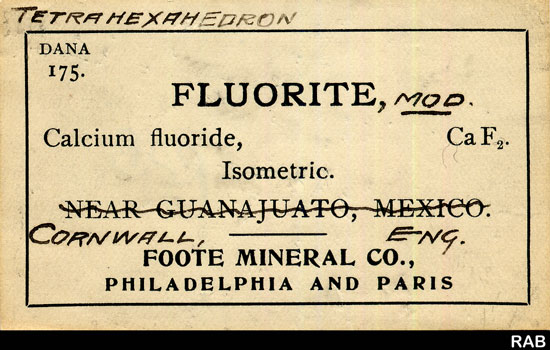 TETRAHEXAHEDRON
DANA
175.
FLUORITE, MOD.
Calcium fluoride, CaF₂.
Isometric.
NEAR GUANAJUATO, MEXICO.
CORNWALL, ENG.
FOOTE MINERAL CO.,
PHILADELPHIA AND PARIS
RAB